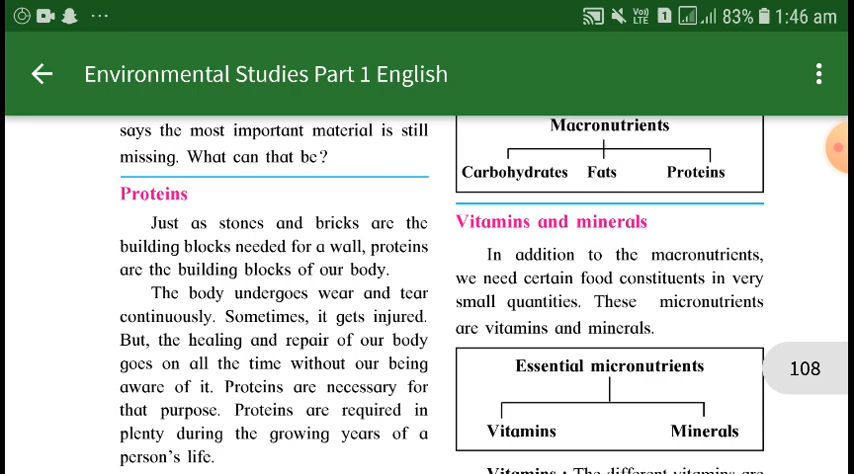 83% 1:46 am
Environmental Studies Part 1 English
says the most important material is still
missing. What can that be?
Proteins
Just as stones and bricks are the
building blocks needed for a wall, proteins
are the building blocks of our body.
The body undergoes wear and tear
continuously. Sometimes, it gets injured.
But, the healing and repair of our body
goes on all the time without our being
aware of it. Proteins are necessary for
that purpose. Proteins are required in
plenty during the growing years of a
person's life.
Macronutrients
Carbohydrates Fats Proteins
Vitamins and minerals
In addition to the macronutrients,
we need certain food constituents in very
small quantities. These micronutrients
are vitamins and minerals.
Essential micronutrients
Vitamins Minerals
Vitamins : The different vitamins are
108